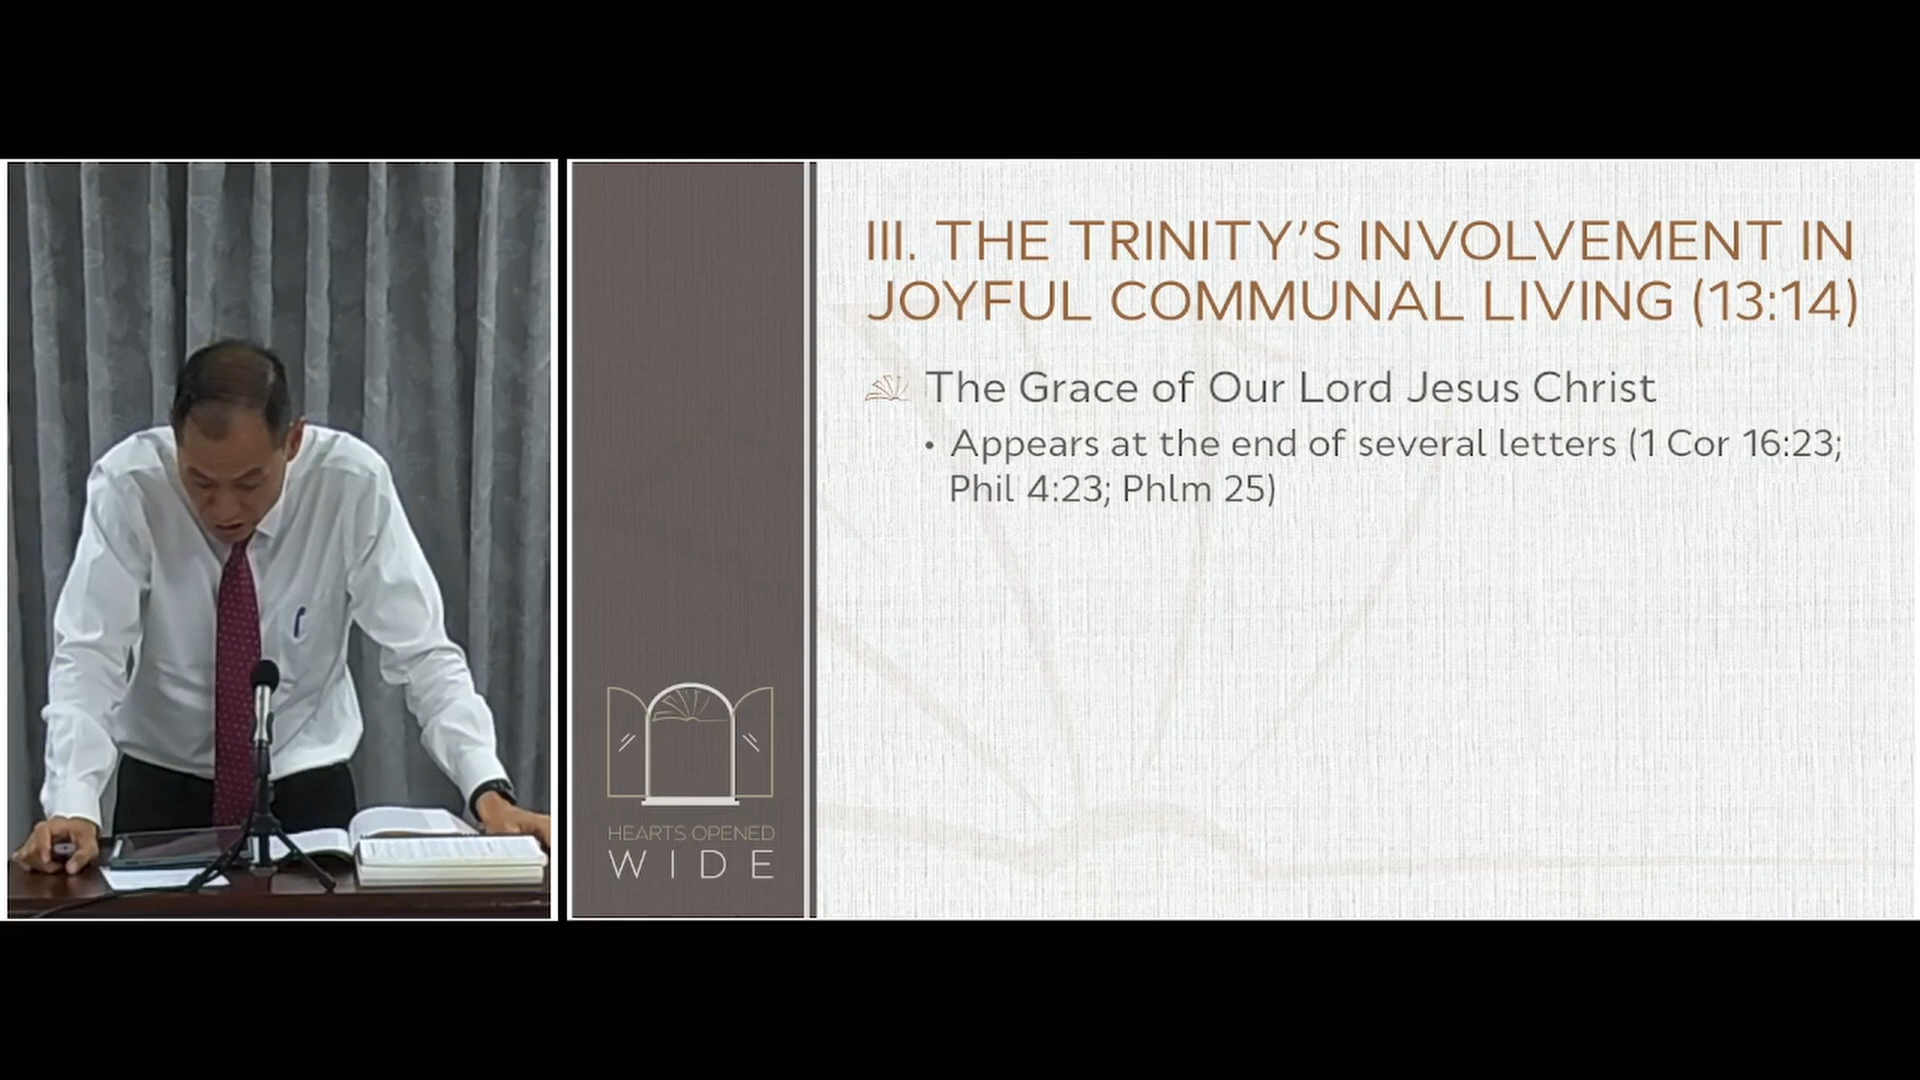 III. THE TRINITY’S INVOLVEMENT IN
JOYFUL COMMUNAL LIVING (13:14)
The Grace of Our Lord Jesus Christ
• Appears at the end of several letters (1 Cor 16:23;
Phil 4:23; Phlm 25)
HEARTS OPENED
WIDE